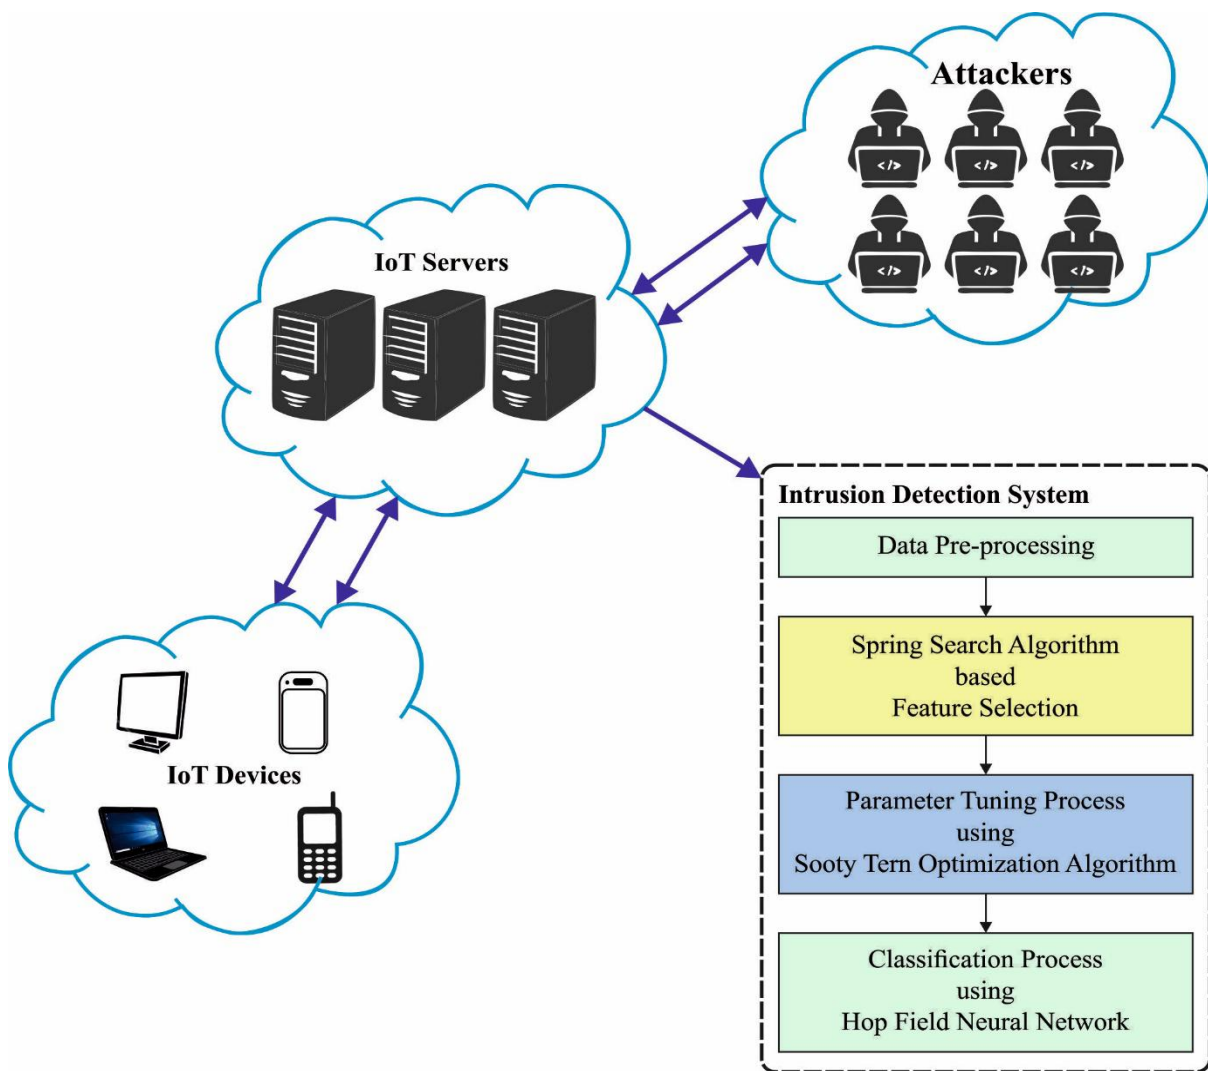 Attackers
</>
</>
</>
</>
</>
</>
IoT Servers
IoT Devices
Intrusion Detection System
Data Pre-processing
Spring Search Algorithm
based
Feature Selection
Parameter Tuning Process
using
Sooty Tern Optimization Algorithm
Classification Process
using
Hop Field Neural Network